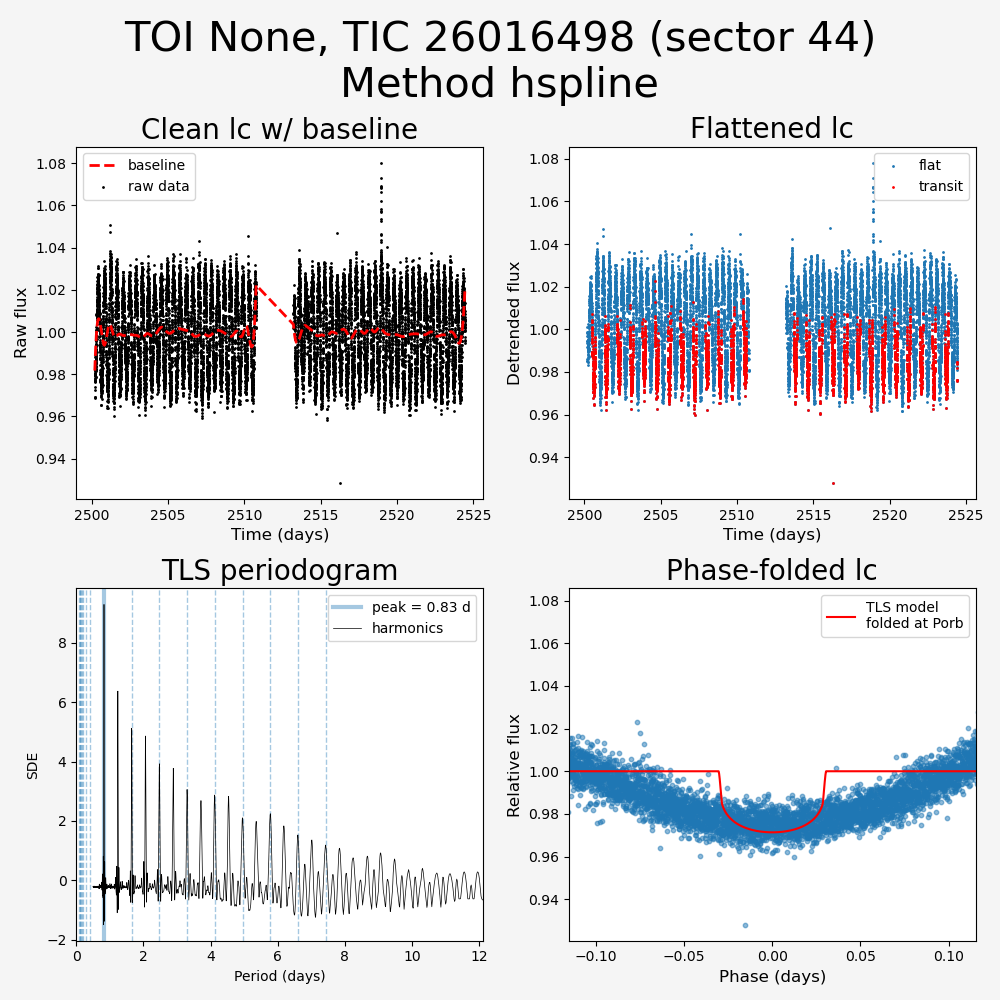 TOI None, TIC 26016498 (sector 44)
Method hspline
Clean lc w/ baseline
baseline
raw data
1.08
1.06
1.04
1.02
1.00
0.98
0.96
0.94
Raw flux
2500
2505
2510
2515
2520
2525
Time (days)
Flattened lc
flat
transit
1.08
1.06
1.04
1.02
1.00
0.98
0.96
0.94
Detrended flux
2500
2505
2510
2515
2520
2525
Time (days)
TLS periodogram
peak = 0.83 d
harmonics
8
6
4
2
0
−2
SDE
0
2
4
6
8
10
12
Period (days)
Phase-folded lc
TLS model
folded at Porb
1.08
1.06
1.04
1.02
1.00
0.98
0.96
0.94
Relative flux
−0.10
−0.05
0.00
0.05
0.10
Phase (days)